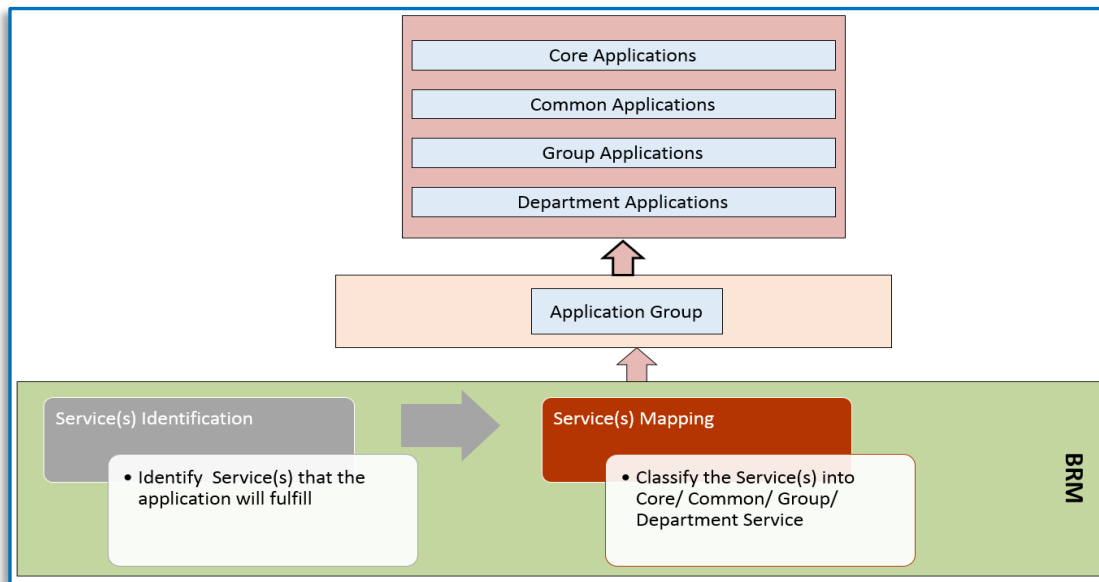 Core Applications
Common Applications
Group Applications
Department Applications
Application Group
Service(s) Identification
• Identify Service(s) that the
application will fulfill
Service(s) Mapping
• Classify the Service(s) into
Core/ Common/ Group/
Department Service
BRM